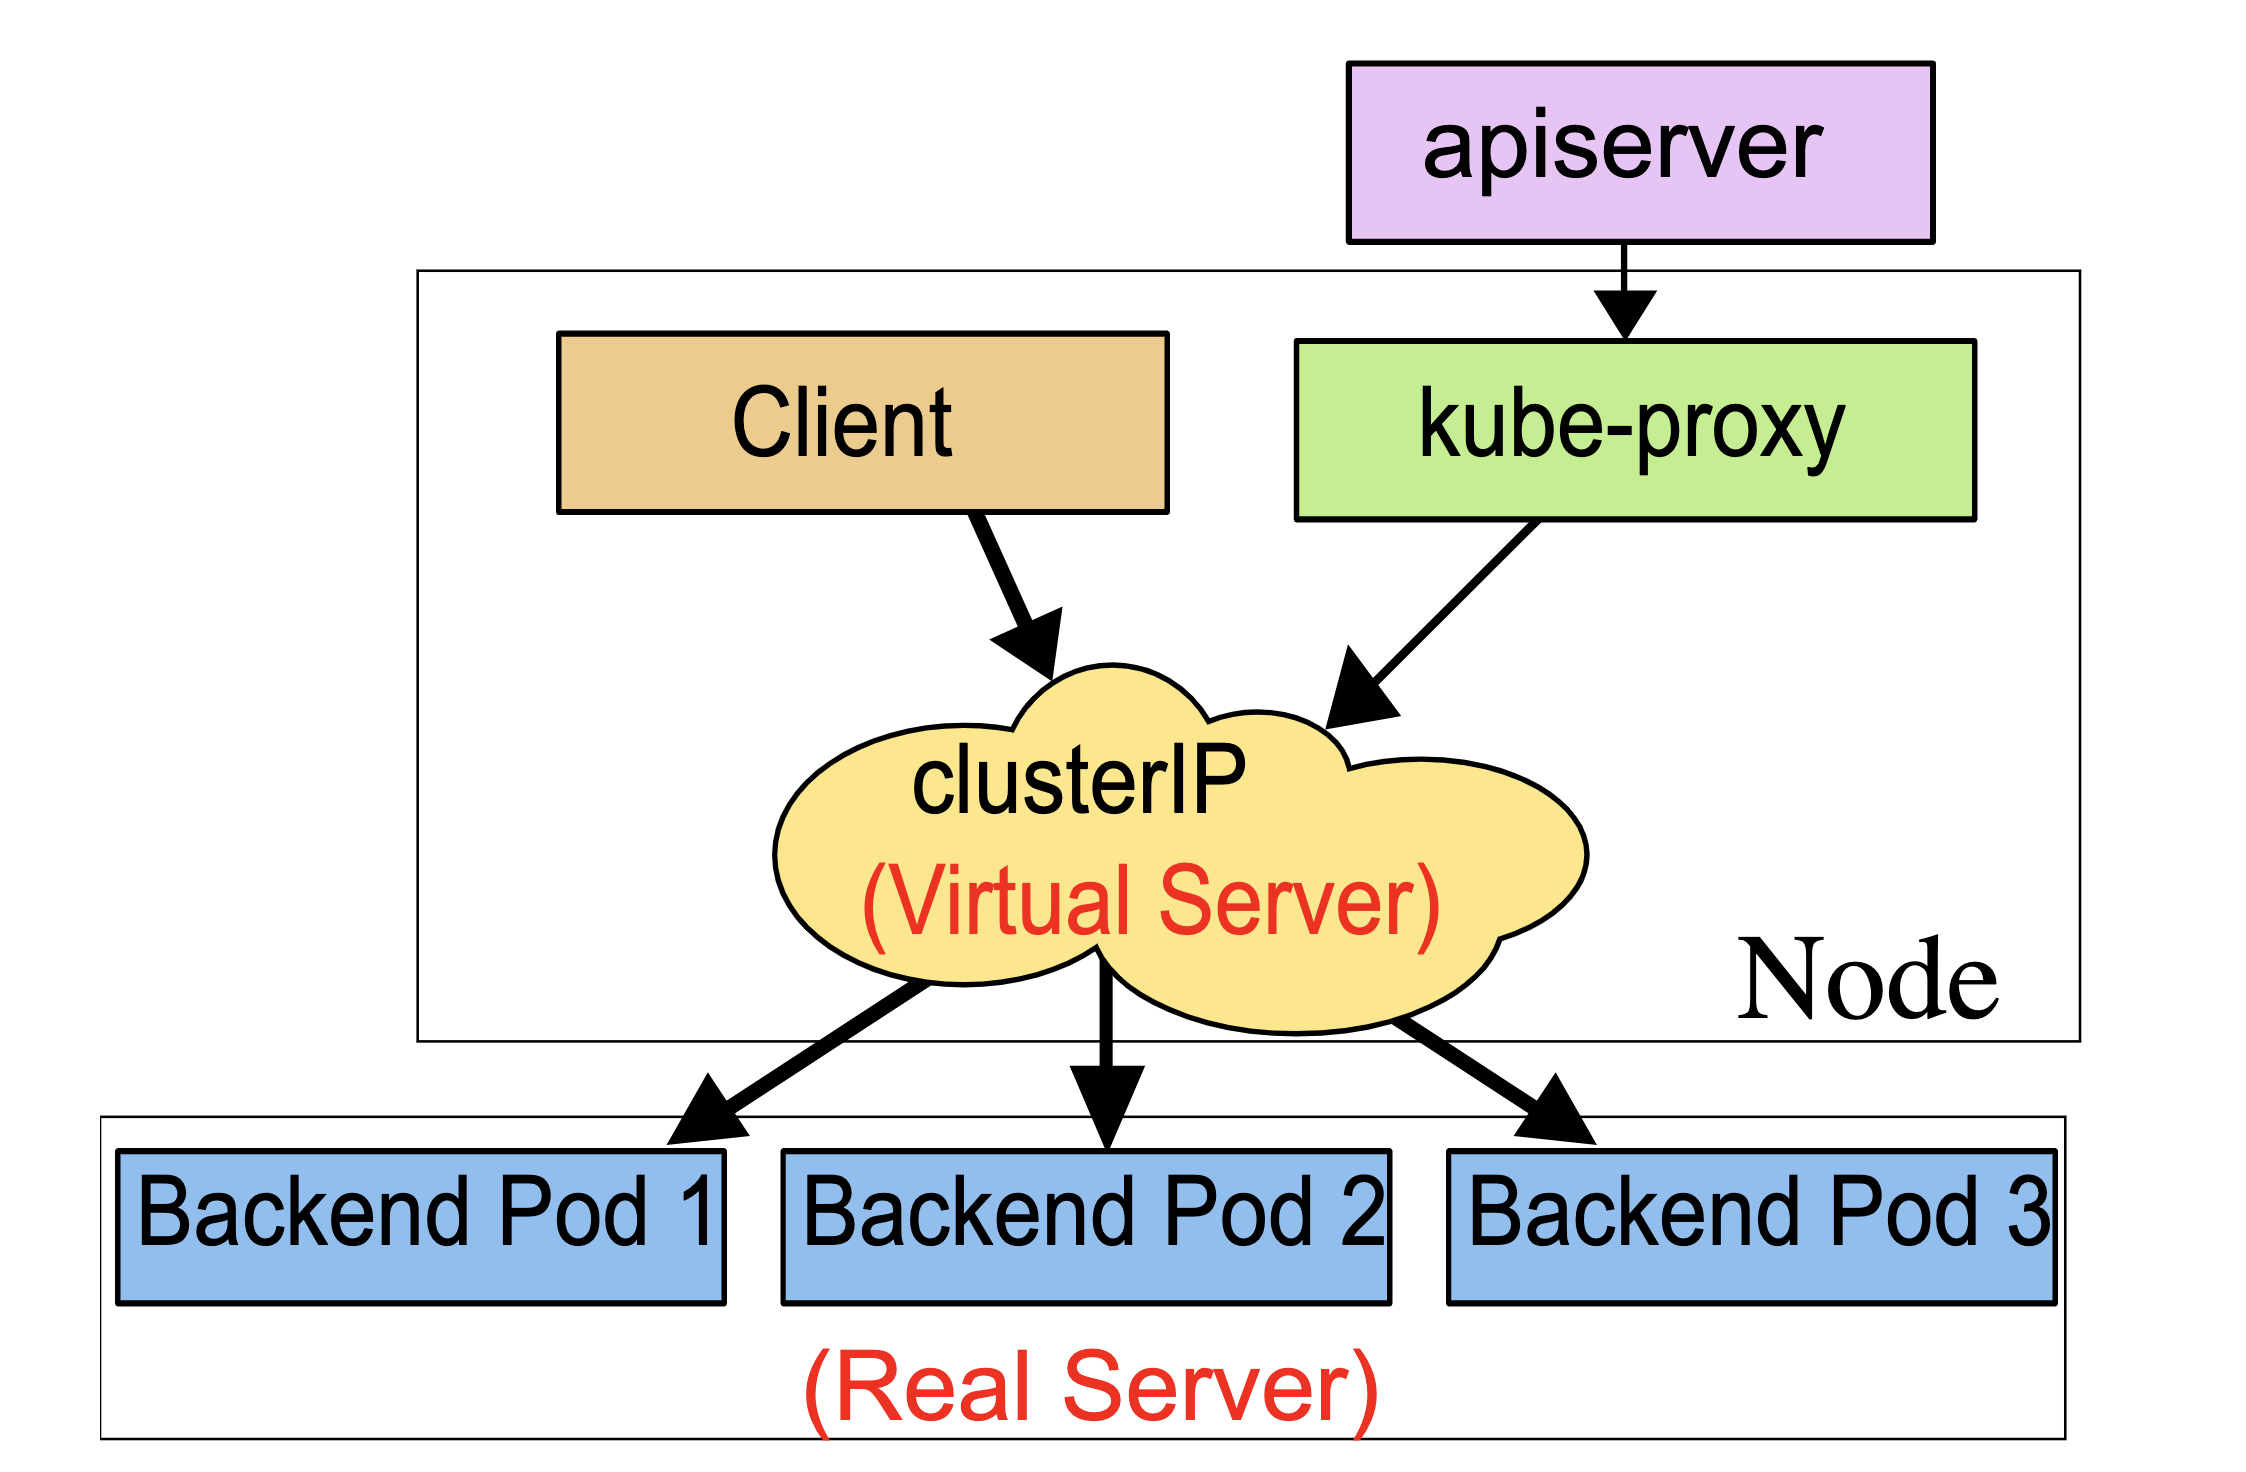 apiserver
Client
kube-proxy
clusterIP
(Virtual Server)
Node
Backend Pod 1
Backend Pod 2
Backend Pod 3
(Real Server)